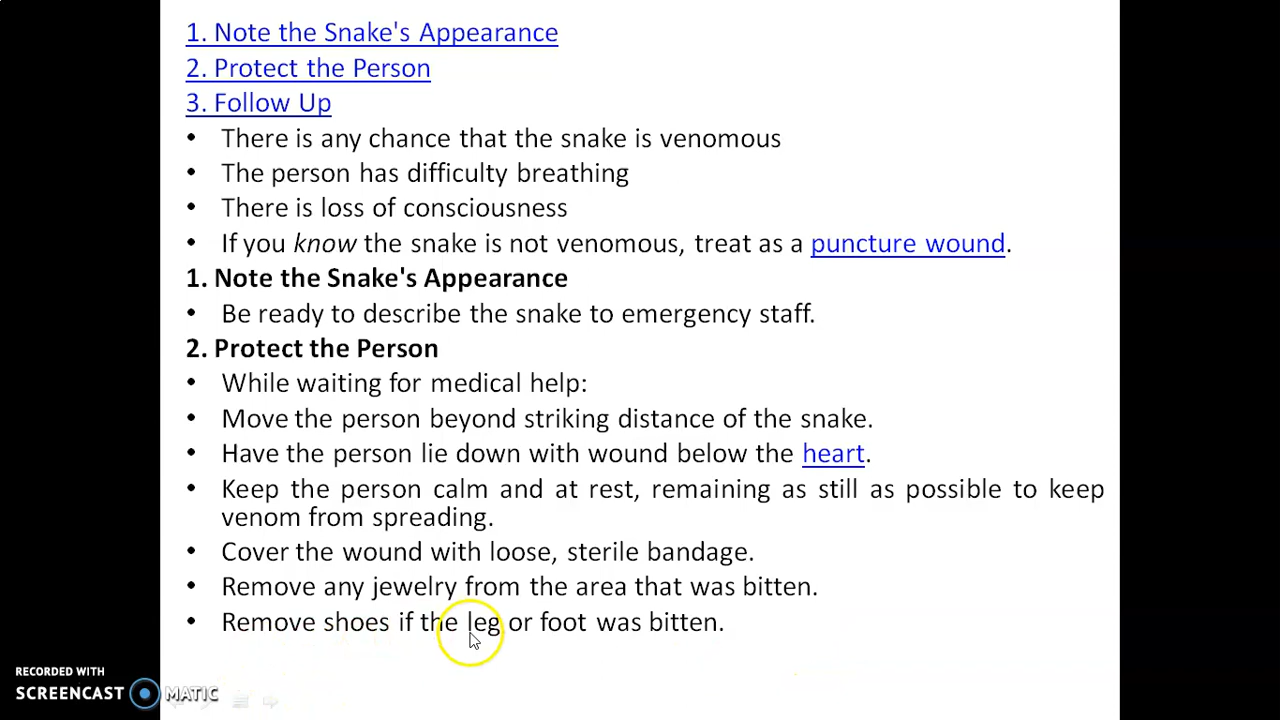 1. Note the Snake's Appearance
2. Protect the Person
3. Follow Up
• There is any chance that the snake is venomous
• The person has difficulty breathing
• There is loss of consciousness
• If you know the snake is not venomous, treat as a puncture wound.
1. Note the Snake's Appearance
• Be ready to describe the snake to emergency staff.
2. Protect the Person
• While waiting for medical help:
• Move the person beyond striking distance of the snake.
• Have the person lie down with wound below the heart.
• Keep the person calm and at rest, remaining as still as possible to keep
venom from spreading.
• Cover the wound with loose, sterile bandage.
• Remove any jewelry from the area that was bitten.
• Remove shoes if the leg or foot was bitten.
RECORDED WITH
SCREENCAST MATIC